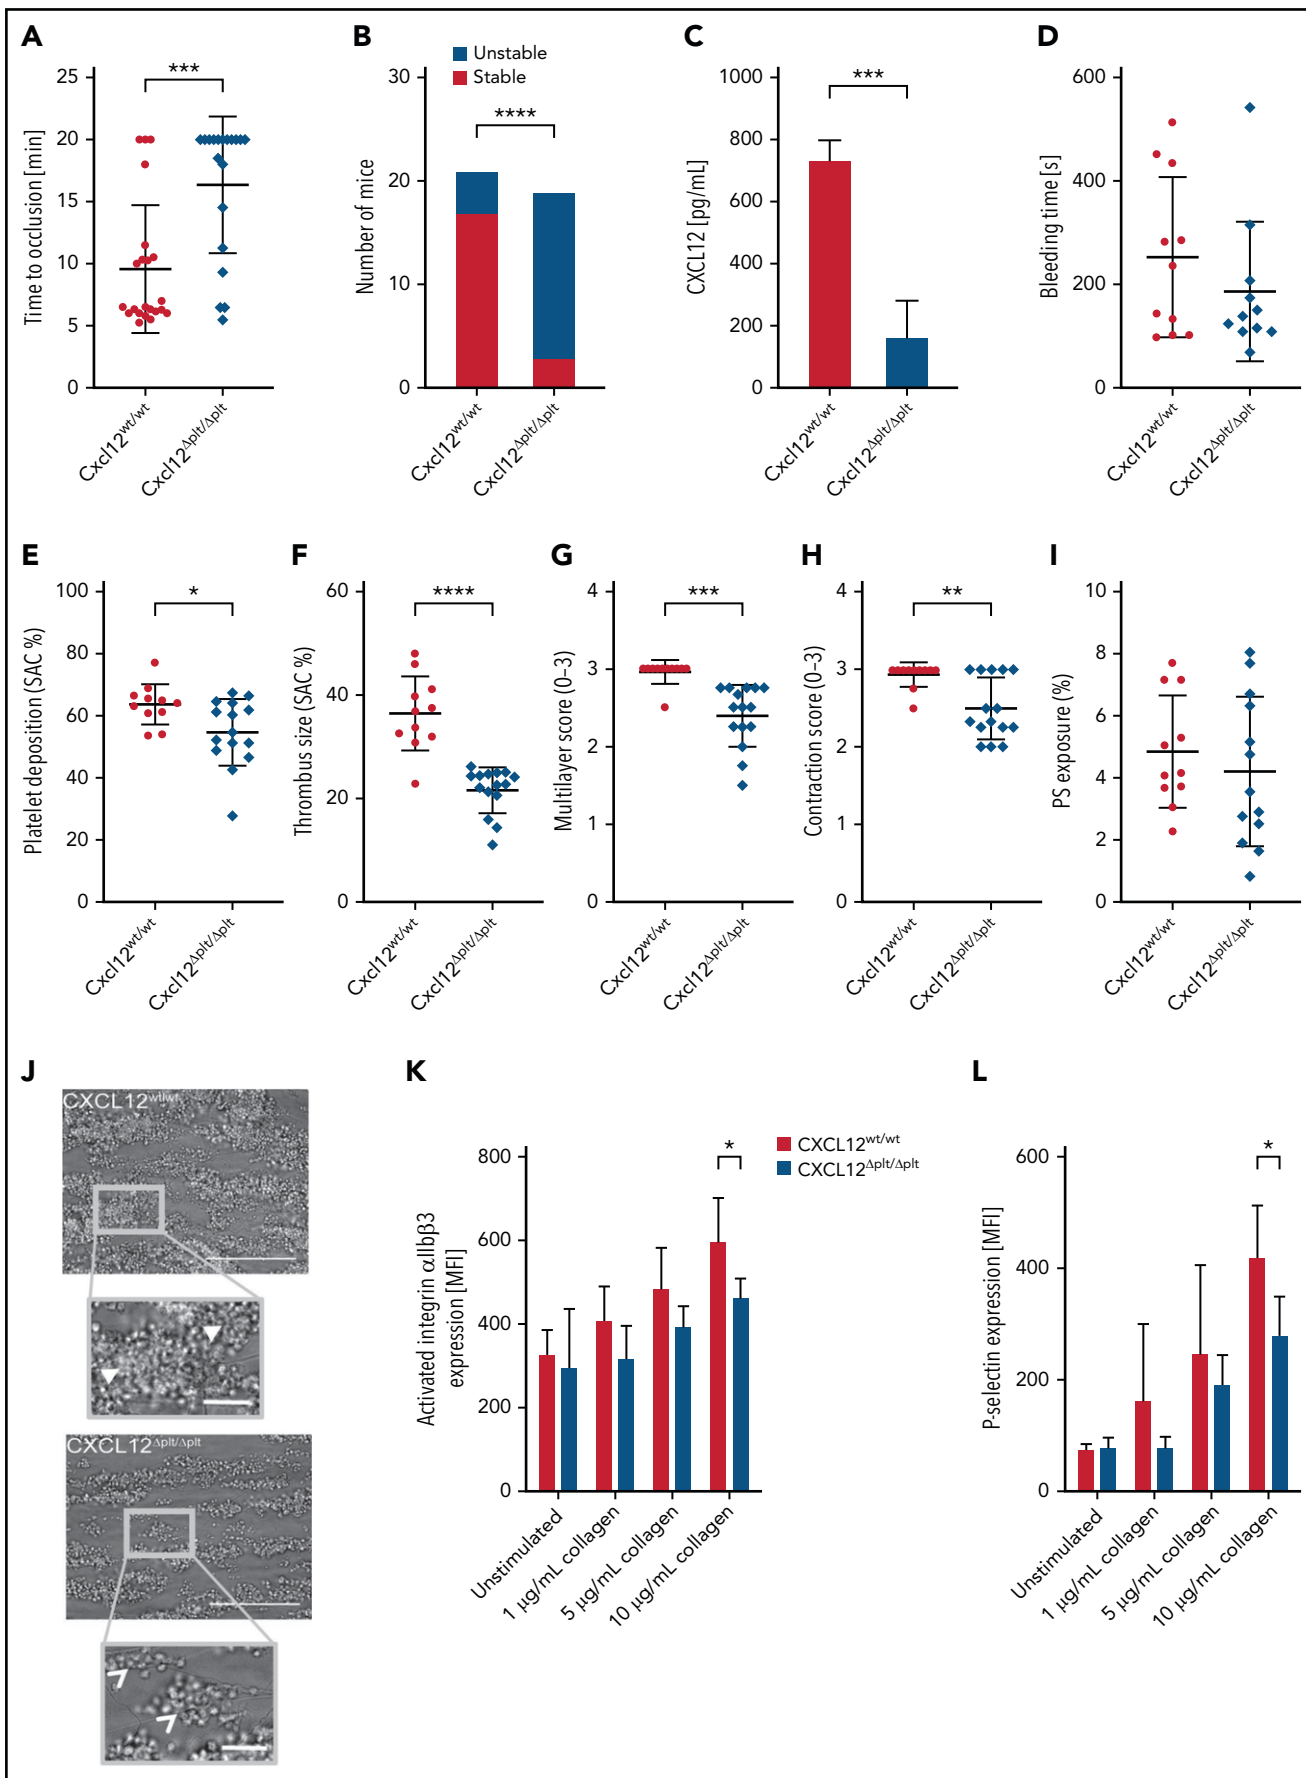 A
Time to occlusion [min]
***
25
20
15
10
5
0
Cxcl12wt/wt
Cxcl12Δplt/Δplt
B
Unstable
Stable
Number of mice
****
30
20
10
0
Cxcl12wt/wt
Cxcl12Δplt/Δplt
C
CXCL12 [pg/mL]
***
1000
800
600
400
200
0
Cxcl12wt/wt
Cxcl12Δplt/Δplt
D
Bleeding time [s]
600
400
200
0
Cxcl12wt/wt
Cxcl12Δplt/Δplt
E
Platelet deposition (SAC %)
*
100
80
60
40
20
0
Cxcl12wt/wt
Cxcl12Δplt/Δplt
F
Thrombus size (SAC %)
****
60
40
20
0
Cxcl12wt/wt
Cxcl12Δplt/Δplt
G
Multilayer score (0–3)
***
4
3
2
1
0
Cxcl12wt/wt
Cxcl12Δplt/Δplt
H
Contraction score (0–3)
**
4
3
2
1
0
Cxcl12wt/wt
Cxcl12Δplt/Δplt
I
PS exposure (%)
10
8
6
4
2
0
Cxcl12wt/wt
Cxcl12Δplt/Δplt
J
CXCL12wt/wt
CXCL12Δplt/Δplt
K
Activated integrin αIIbβ3
expression [MFI]
800
600
400
200
0
*
Unstimulated
1 µg/mL collagen
5 µg/mL collagen
10 µg/mL collagen
CXCL12wt/wt
CXCL12Δplt/Δplt
L
P-selectin expression [MFI]
600
400
200
0
*
Unstimulated
1 µg/mL collagen
5 µg/mL collagen
10 µg/mL collagen